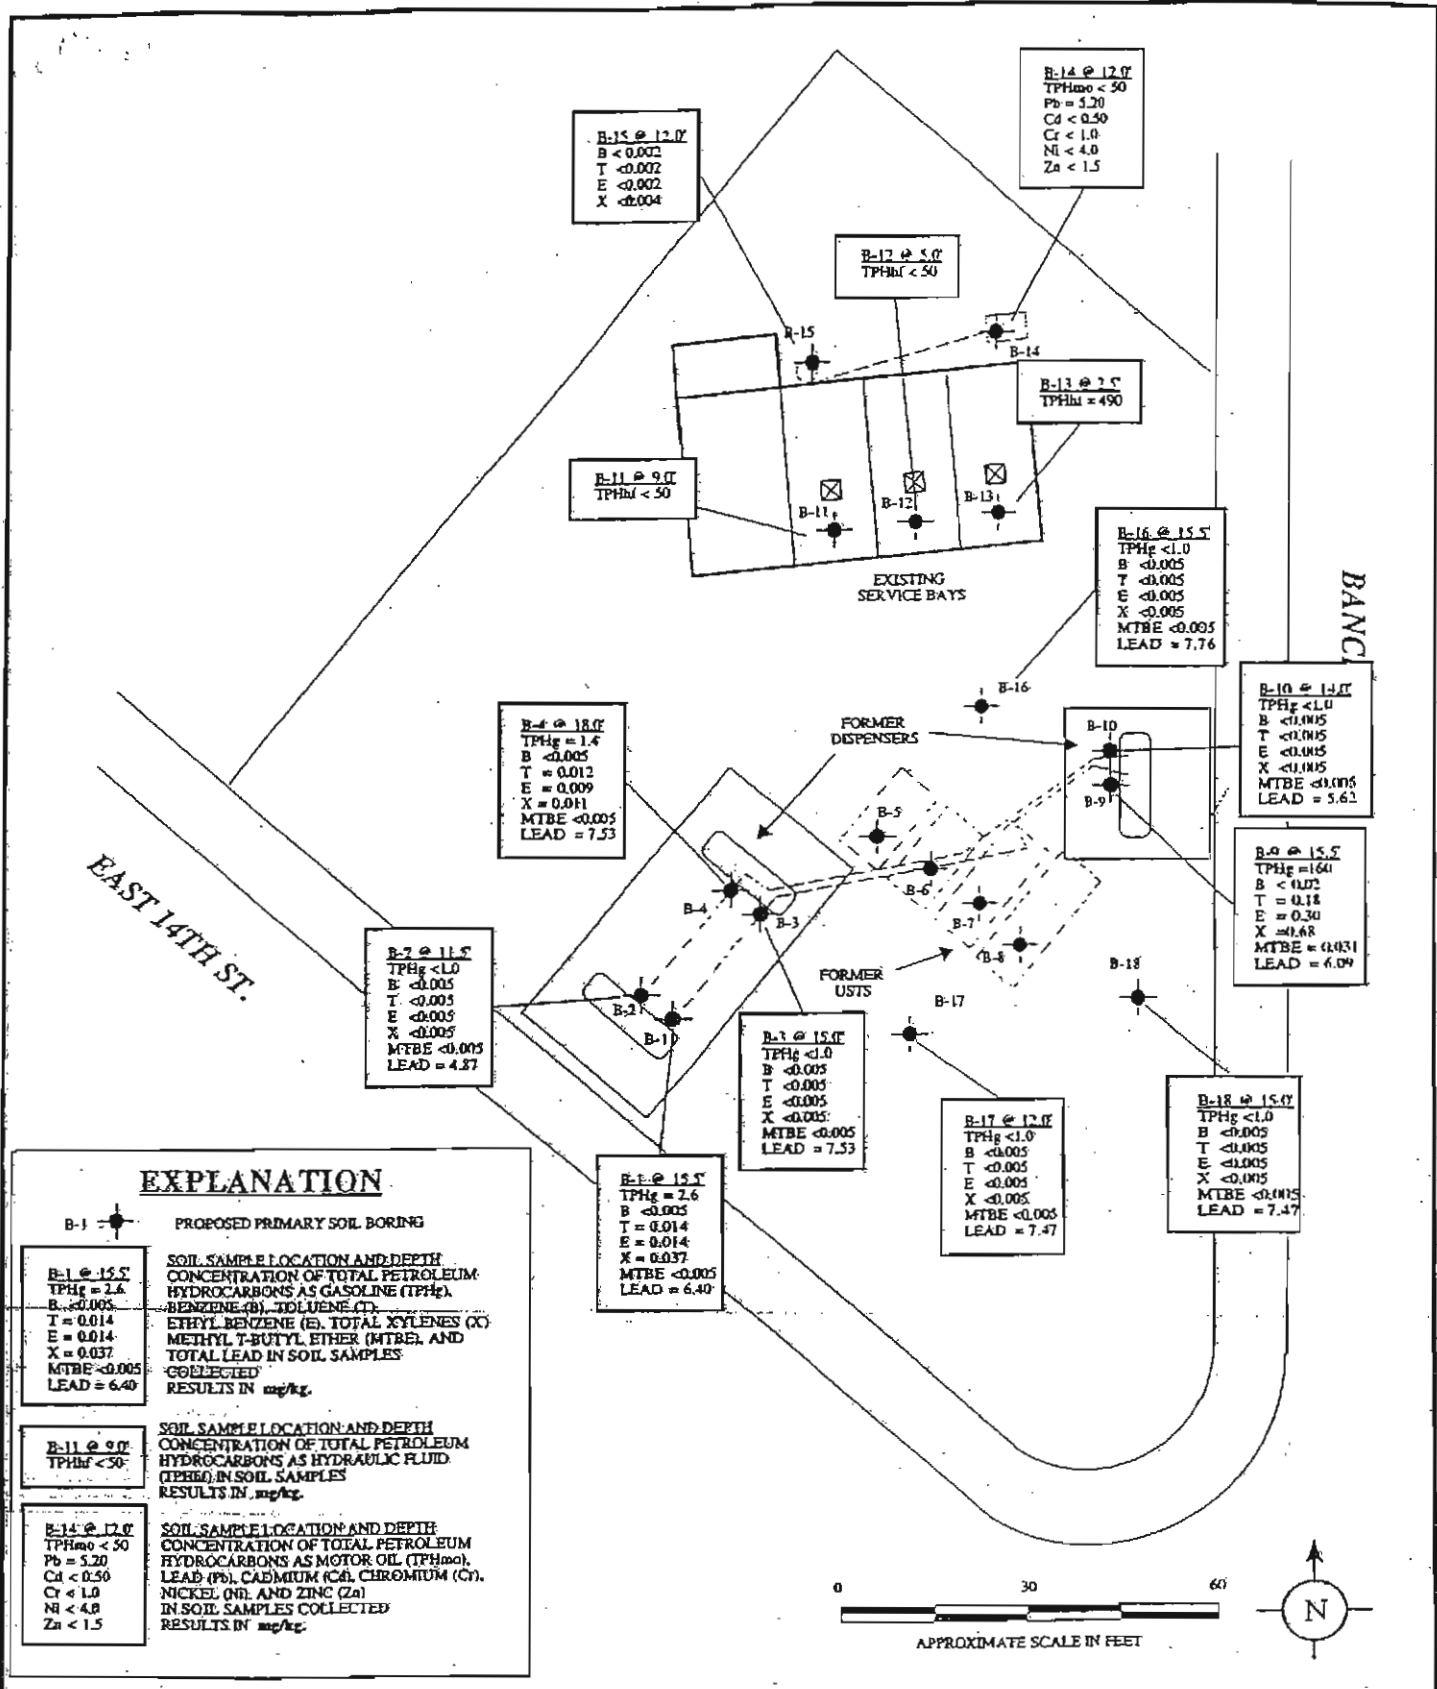 B-14 @ 12.0'
TPHmo < 50
Pb = 5.20
Cd < 0.50
Cr < 1.0
Ni < 4.0
Zn < 1.5
B-15 @ 12.0'
B < 0.002
T <0.002
E <0.002
X <0.004
B-12 @ 5.0'
TPHhf < 50
B-15
B-14
B-13 @ 2.5'
TPHhf = 490
B-11 @ 9.0'
TPHhf < 50
B-11
B-12
B-13
EXISTING
SERVICE BAYS
B-16 @ 15.5'
TPHg <1.0
B <0.005
T <0.005
E <0.005
X <0.005
MTBE <0.005
LEAD = 7.76
BANC
B-16
B-10 @ 14.0'
TPHg <1.0
B <0.005
T <0.005
E <0.005
X <0.005
MTBE <0.005
LEAD = 5.62
B-4 @ 18.0'
TPHg = 1.4
B <0.005
T = 0.012
E = 0.009
X = 0.011
MTBE <0.005
LEAD = 7.53
FORMER
DISPENSERS
B-10
B-9
B-5
B-6
B-7
B-8
B-4
B-3
B-9 @ 15.5'
TPHg =160
B < 0.02
T = 0.18
E = 0.30
X =0.68
MTBE = 0.031
LEAD = 6.09
EAST 14TH ST.
B-2 @ 11.5'
TPHg <1.0
B <0.005
T <0.005
E <0.005
X <0.005
MTBE <0.005
LEAD = 4.87
B-2
B-1
FORMER
USTS
B-17
B-18
B-3 @ 15.0'
TPHg <1.0
B <0.005
T <0.005
E <0.005
X <0.005
MTBE <0.005
LEAD = 7.53
B-17 @ 12.0'
TPHg <1.0
B <0.005
T <0.005
E <0.005
X <0.005
MTBE <0.005
LEAD = 7.47
B-18 @ 15.0'
TPHg <1.0
B <0.005
T <0.005
E <0.005
X <0.005
MTBE <0.005
LEAD = 7.47
B-1 @ 15.5'
TPHg = 2.6
B <0.005
T = 0.014
E = 0.014
X = 0.037
MTBE <0.005
LEAD = 6.40
EXPLANATION
B-1
PROPOSED PRIMARY SOIL BORING
B-1 @ 15.5'
TPHg = 2.6
B <0.005
T = 0.014
E = 0.014
X = 0.037
MTBE <0.005
LEAD = 6.40
SOIL SAMPLE LOCATION AND DEPTH
CONCENTRATION OF TOTAL PETROLEUM
HYDROCARBONS AS GASOLINE (TPHg),
BENZENE (B), TOLUENE (T)
ETHYL BENZENE (E), TOTAL XYLENES (X)
METHYL T-BUTYL ETHER (MTBE), AND
TOTAL LEAD IN SOIL SAMPLES
COLLECTED
RESULTS IN mg/kg.
B-11 @ 9.0'
TPHhf < 50
SOIL SAMPLE LOCATION AND DEPTH
CONCENTRATION OF TOTAL PETROLEUM
HYDROCARBONS AS HYDRAULIC FLUID
(TPHhf) IN SOIL SAMPLES
RESULTS IN mg/kg.
B-14 @ 12.0'
TPHmo < 50
Pb = 5.20
Cd < 0.50
Cr < 1.0
Ni < 4.0
Zn < 1.5
SOIL SAMPLE LOCATION AND DEPTH
CONCENTRATION OF TOTAL PETROLEUM
HYDROCARBONS AS MOTOR OIL (TPHmo),
LEAD (Pb), CADMIUM (Cd), CHROMIUM (Cr),
NICKEL (Ni), AND ZINC (Zn)
IN SOIL SAMPLES COLLECTED
RESULTS IN mg/kg.
0 30 60
APPROXIMATE SCALE IN FEET
N